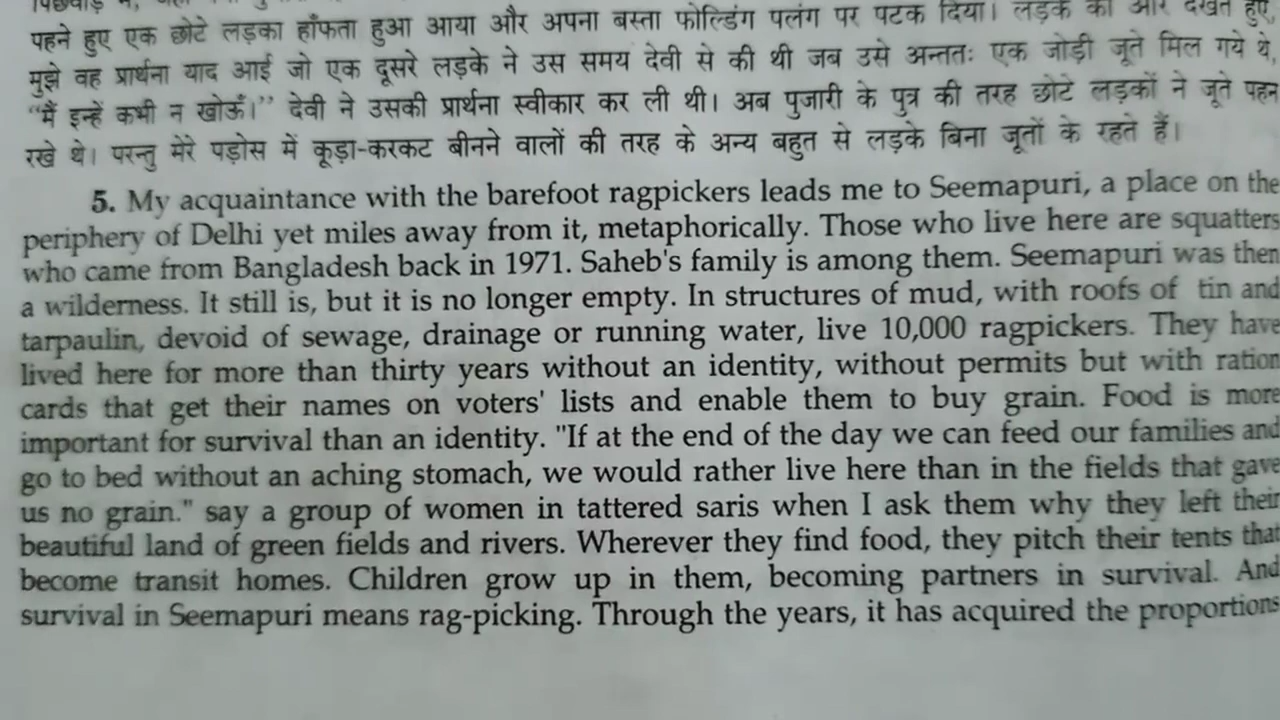 पहने हुए एक छोटे लड़का हाँफता हुआ आया और अपना बस्ता फोल्डिंग पलंग पर पटक दिया। लड़के की ओर देखते हुए,
मुझे वह प्रार्थना याद आई जो एक दूसरे लड़के ने उस समय देवी से की थी जब उसे अन्ततः एक जोड़ी जूते मिल गये थे,
“मैं इन्हें कभी न खोऊँ।” देवी ने उसकी प्रार्थना स्वीकार कर ली थी। अब पुजारी के पुत्र की तरह छोटे लड़कों ने जूते पहन
रखे थे। परन्तु मेरे पड़ोस में कूड़ा-करकट बीनने वालों की तरह के अन्य बहुत से लड़के बिना जूतों के रहते हैं।
5. My acquaintance with the barefoot ragpickers leads me to Seemapuri, a place on the
periphery of Delhi yet miles away from it, metaphorically. Those who live here are squatters
who came from Bangladesh back in 1971. Saheb's family is among them. Seemapuri was then
a wilderness. It still is, but it is no longer empty. In structures of mud, with roofs of tin and
tarpaulin, devoid of sewage, drainage or running water, live 10,000 ragpickers. They have
lived here for more than thirty years without an identity, without permits but with ration
cards that get their names on voters' lists and enable them to buy grain. Food is more
important for survival than an identity. "If at the end of the day we can feed our families and
go to bed without an aching stomach, we would rather live here than in the fields that gave
us no grain." say a group of women in tattered saris when I ask them why they left their
beautiful land of green fields and rivers. Wherever they find food, they pitch their tents that
become transit homes. Children grow up in them, becoming partners in survival. And
survival in Seemapuri means rag-picking. Through the years, it has acquired the proportions